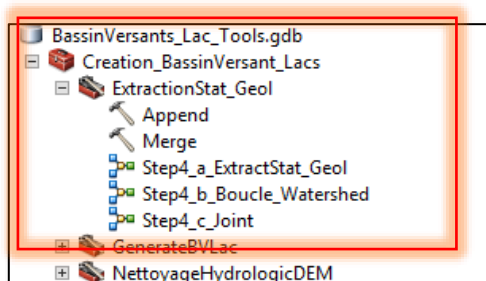 BassinVersants_Lac_Tools.gdb
Creation_BassinVersant_Lacs
ExtractionStat_Geol
Append
Merge
Step4_a_ExtractStat_Geol
Step4_b_Boucle_Watershed
Step4_c_Joint
GenerateBVLac
NettoyageHydrologicDEM